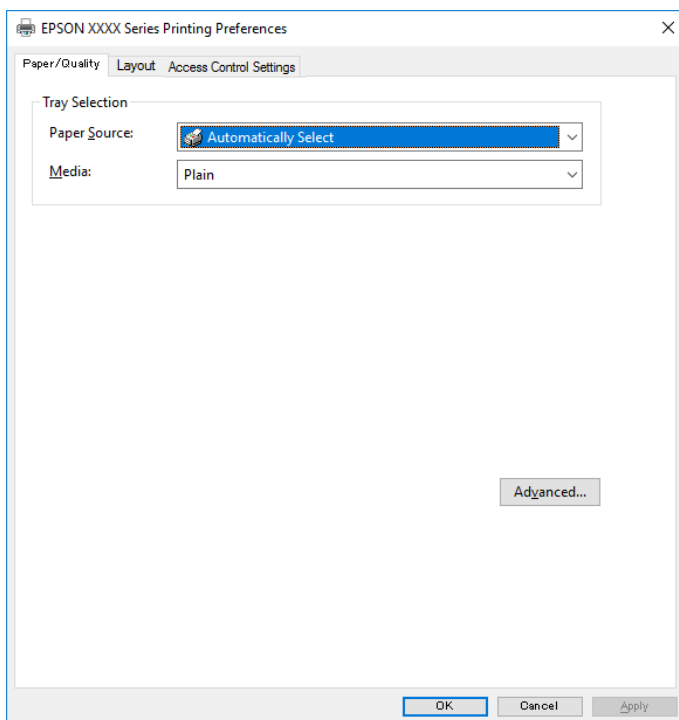 EPSON XXXX Series Printing Preferences
Paper/Quality Layout Access Control Settings
Tray Selection
Paper Source: Automatically Select
Media: Plain
Advanced...
OK Cancel Apply